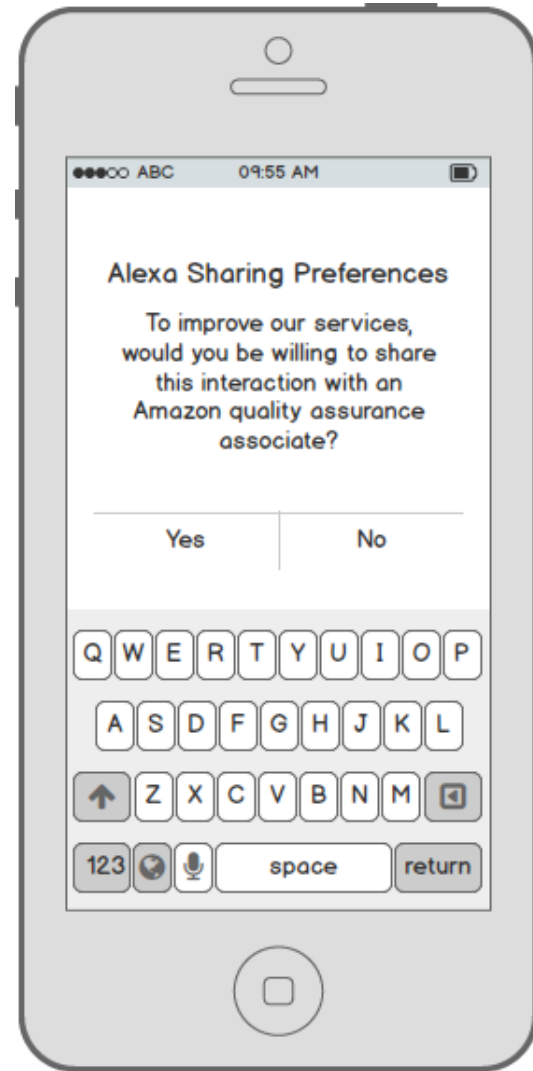 ABC 09:55 AM
Alexa Sharing Preferences
To improve our services,
would you be willing to share
this interaction with an
Amazon quality assurance
associate?
Yes No
Q W E R T Y U I O P
A S D F G H J K L
Z X C V B N M
123 space return